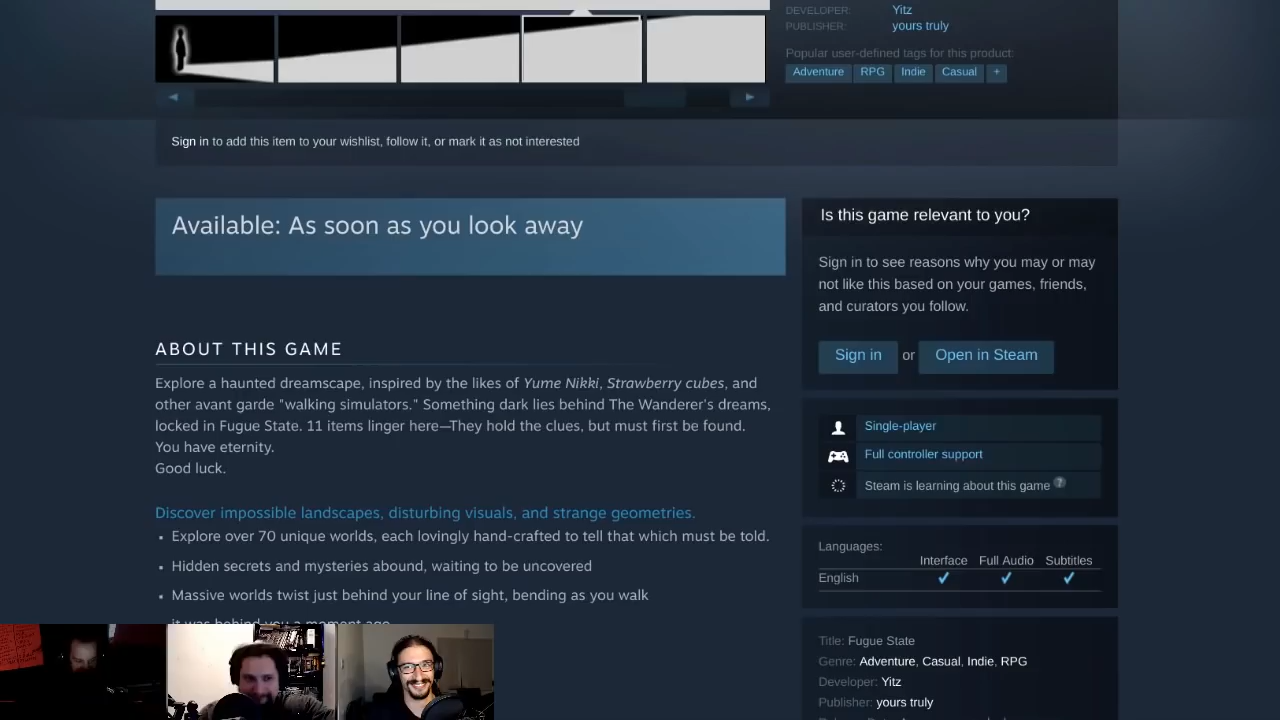 DEVELOPER: Yitz
PUBLISHER: yours truly
Popular user-defined tags for this product:
Adventure RPG Indie Casual +
Sign in to add this item to your wishlist, follow it, or mark it as not interested
Available: As soon as you look away
Is this game relevant to you?
Sign in to see reasons why you may or may
not like this based on your games, friends,
and curators you follow.
Sign in or Open in Steam
ABOUT THIS GAME
Explore a haunted dreamscape, inspired by the likes of Yume Nikki, Strawberry cubes, and
other avant garde "walking simulators." Something dark lies behind The Wanderer's dreams,
locked in Fugue State. 11 items linger here—They hold the clues, but must first be found.
You have eternity.
Good luck.
Discover impossible landscapes, disturbing visuals, and strange geometries.
• Explore over 70 unique worlds, each lovingly hand-crafted to tell that which must be told.
• Hidden secrets and mysteries abound, waiting to be uncovered
• Massive worlds twist just behind your line of sight, bending as you walk
it was behind you a moment ago
Single-player
Full controller support
Steam is learning about this game ?
Languages:
Interface Full Audio Subtitles
English ✔ ✔ ✔
Title: Fugue State
Genre: Adventure, Casual, Indie, RPG
Developer: Yitz
Publisher: yours truly